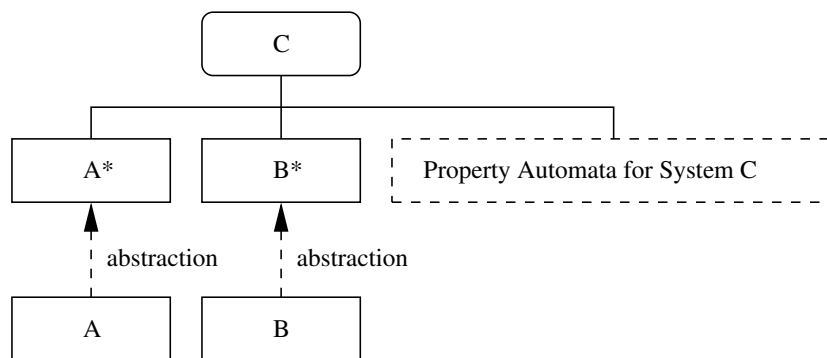 C
A*
B*
Property Automata for System C
abstraction
abstraction
A
B